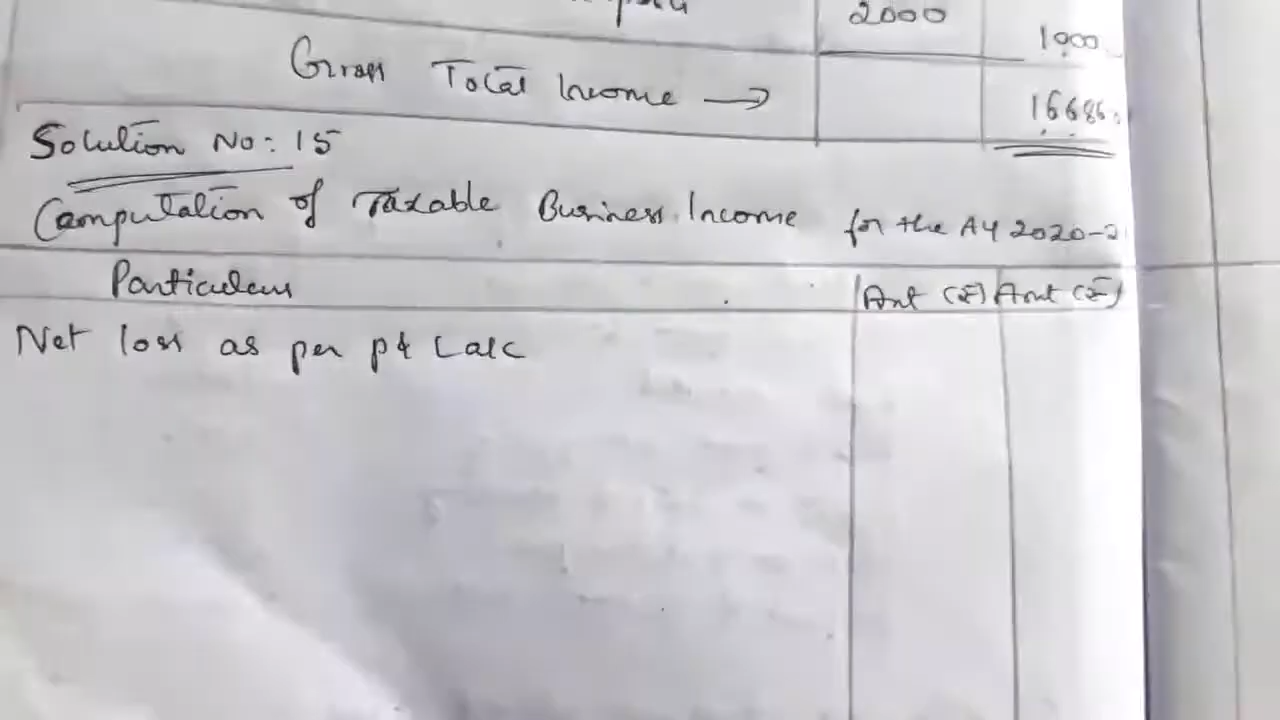 2000
1000
Gross Total Income →
16686
Solution No: 15
Computation of Taxable Business Income for the AY 2020-2
Particulars Amt (₹) Amt (₹)
Net loss as per p& L a/c